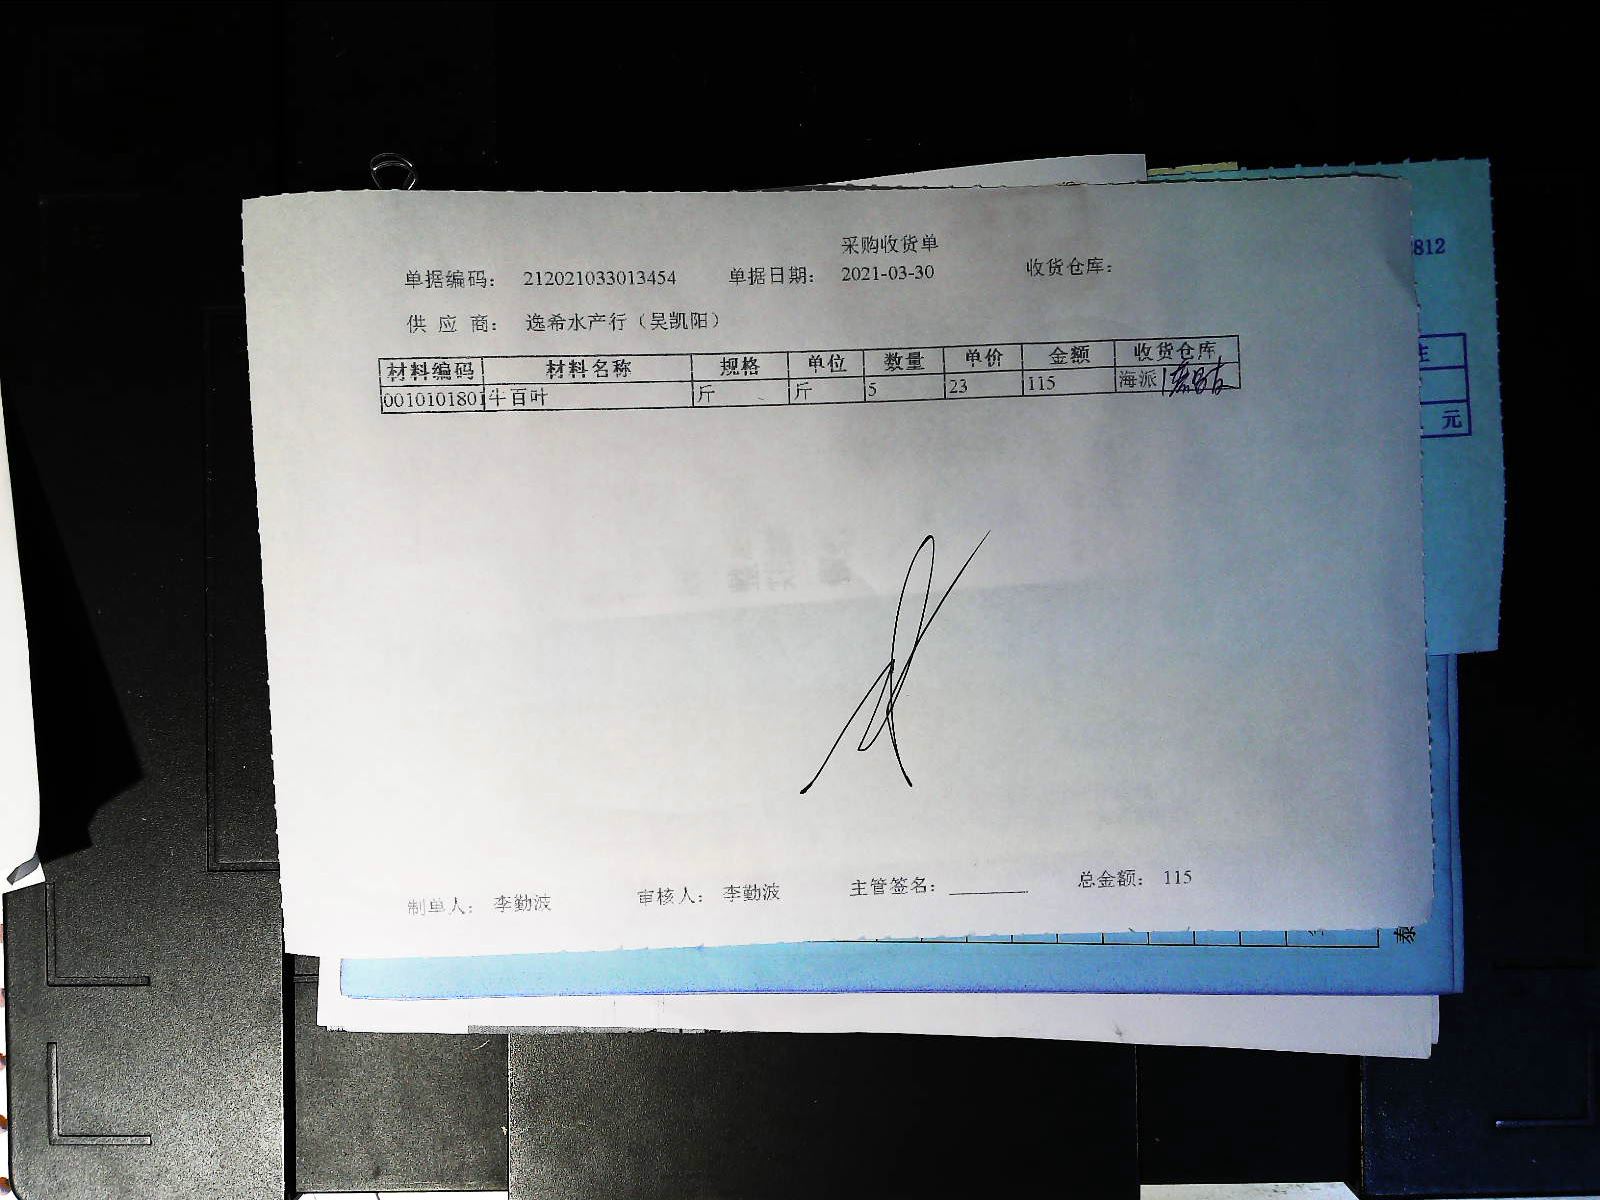 采购收货单
单据编码: 212021033013454 单据日期: 2021-03-30 收货仓库:
供 应 商: 逸希水产行（吴凯阳）
材料编码 材料名称 规格 单位 数量 单价 金额 收货仓库
0010101801 牛百叶 斤 斤 5 23 115 海派
制单人: 李勤波 审核人: 李勤波 主管签名: 总金额: 115
812
元
泰